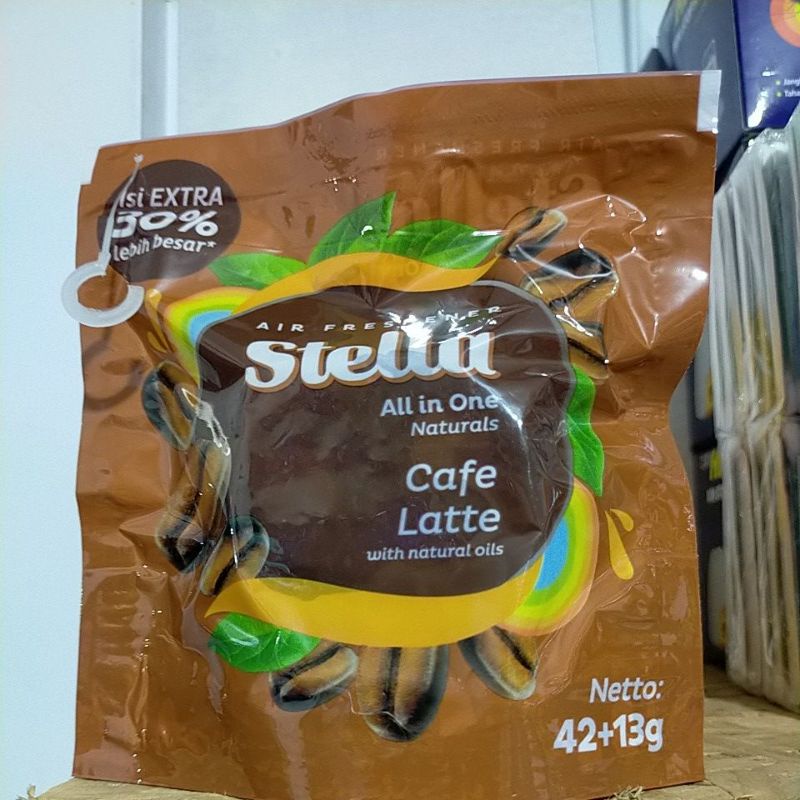 Isi EXTRA
30%
lebih besar*
AIR FRESHENER
Stella
All in One
Naturals
Cafe
Latte
with natural oils
Netto:
42+13g